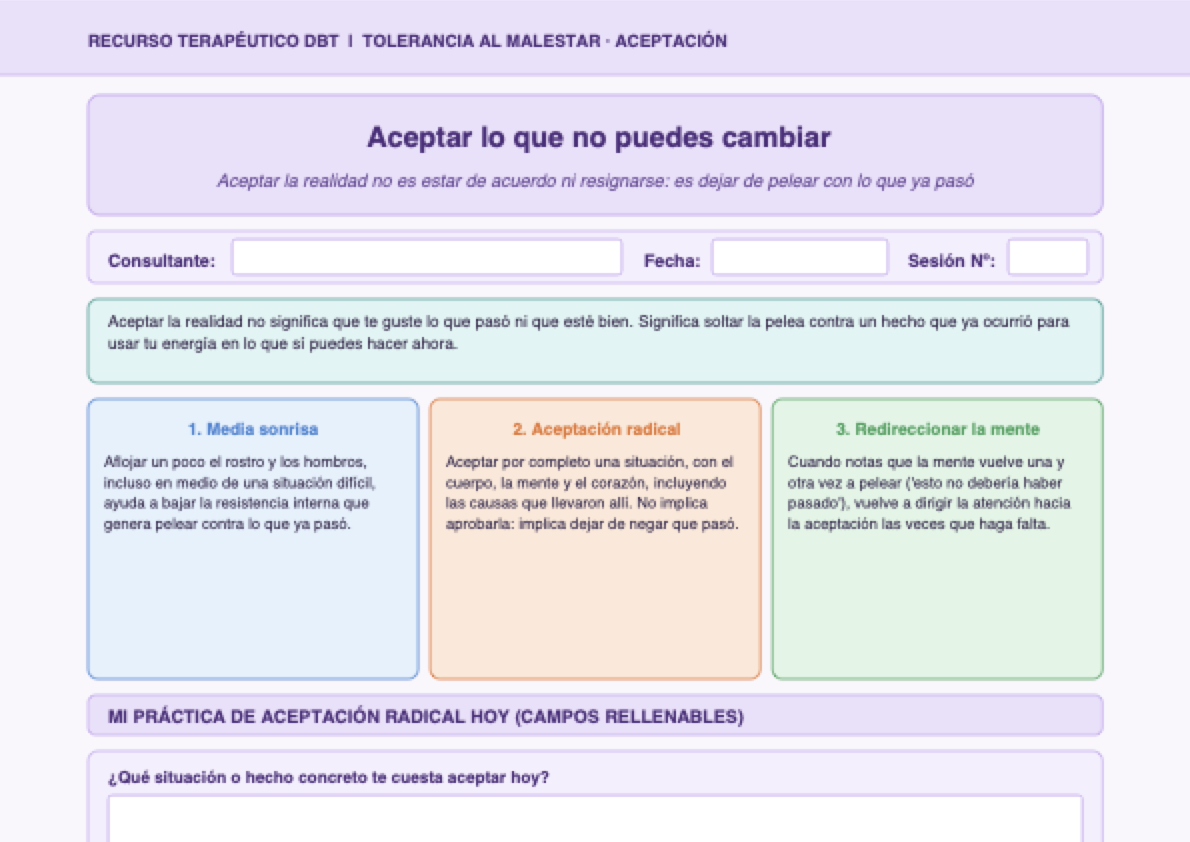 RECURSO TERAPÉUTICO DBT | TOLERANCIA AL MALESTAR · ACEPTACIÓN
Aceptar lo que no puedes cambiar
Aceptar la realidad no es estar de acuerdo ni resignarse: es dejar de pelear con lo que ya pasó
Consultante:
Fecha:
Sesión Nº:
Aceptar la realidad no significa que te guste lo que pasó ni que esté bien. Significa soltar la pelea contra un hecho que ya ocurrió para
usar tu energía en lo que sí puedes hacer ahora.
1. Media sonrisa
Aflojar un poco el rostro y los hombros,
incluso en medio de una situación difícil,
ayuda a bajar la resistencia interna que
genera pelear contra lo que ya pasó.
2. Aceptación radical
Aceptar por completo una situación, con el
cuerpo, la mente y el corazón, incluyendo
las causas que llevaron allí. No implica
aprobarla: implica dejar de negar que pasó.
3. Redireccionar la mente
Cuando notas que la mente vuelve una y
otra vez a pelear ('esto no debería haber
pasado'), vuelve a dirigir la atención hacia
la aceptación las veces que haga falta.
MI PRÁCTICA DE ACEPTACIÓN RADICAL HOY (CAMPOS RELLENABLES)
¿Qué situación o hecho concreto te cuesta aceptar hoy?